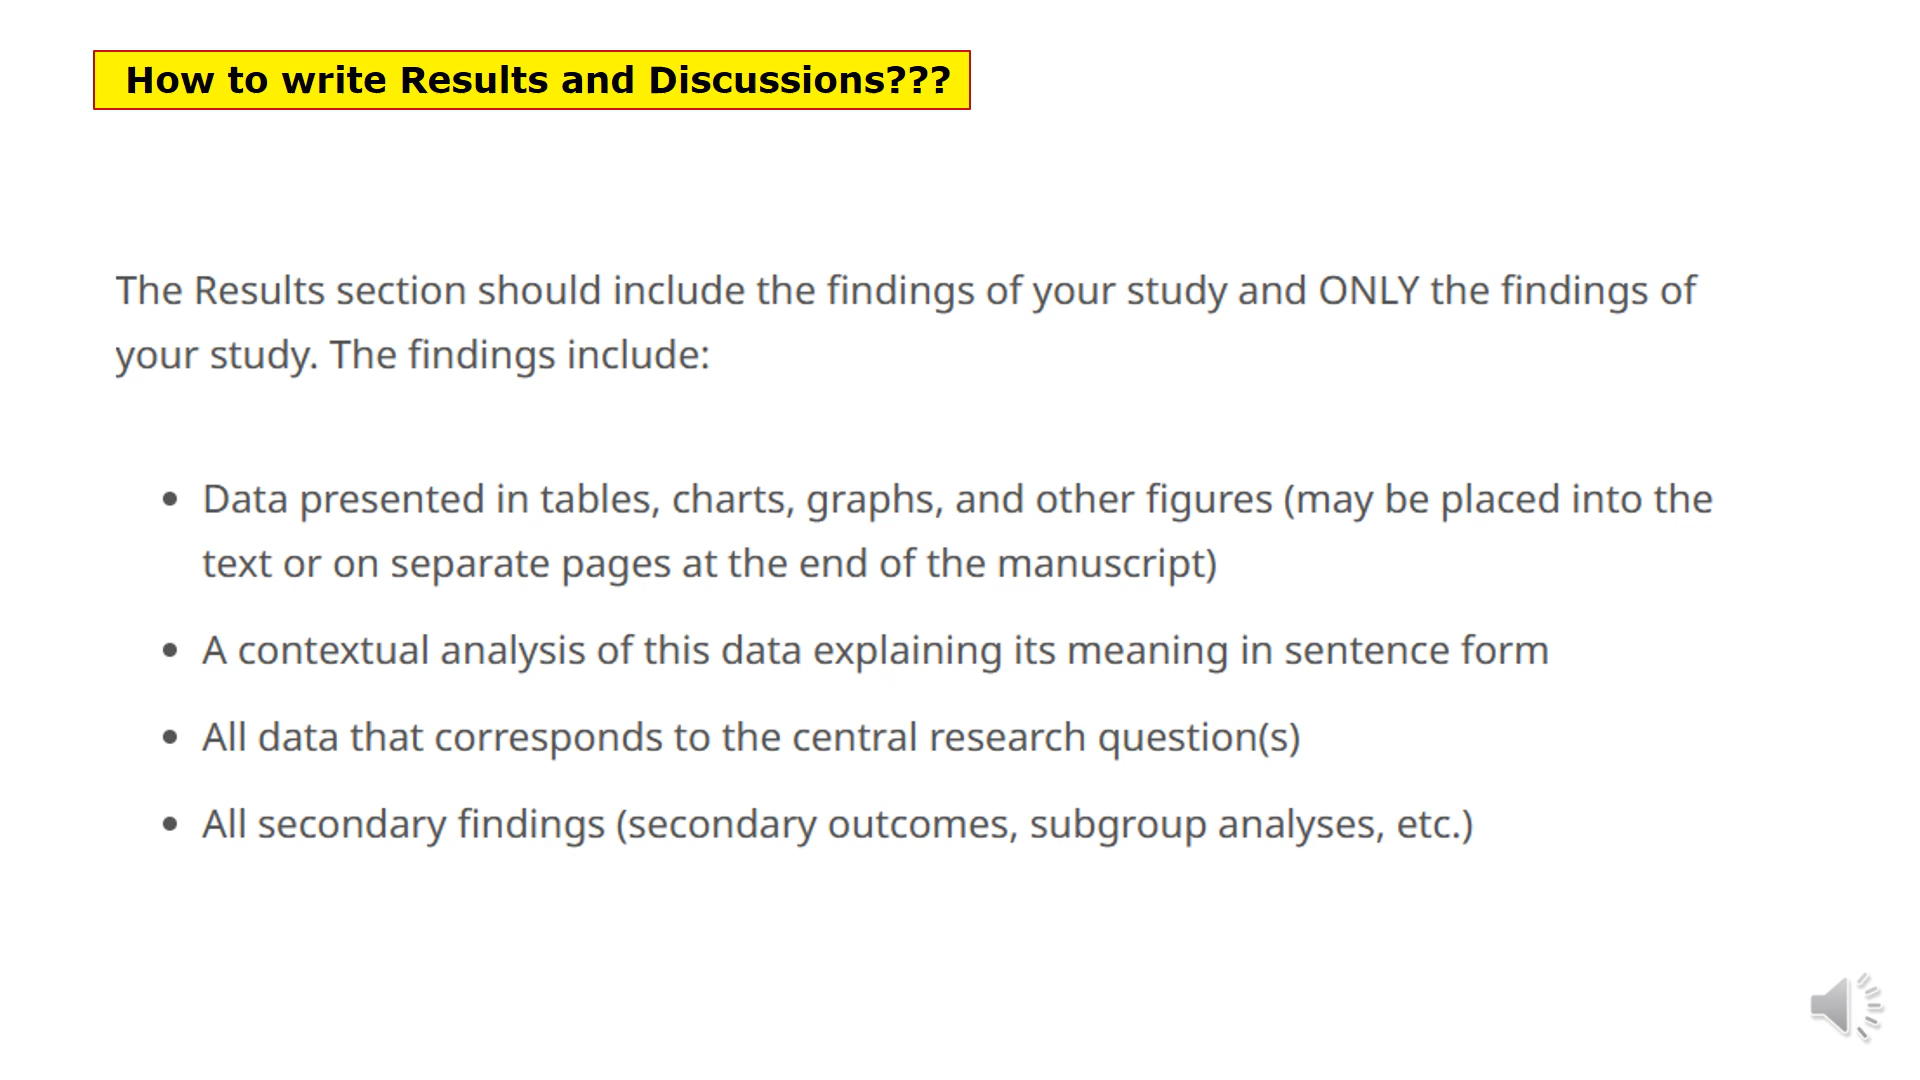 How to write Results and Discussions???
The Results section should include the findings of your study and ONLY the findings of
your study. The findings include:
• Data presented in tables, charts, graphs, and other figures (may be placed into the
text or on separate pages at the end of the manuscript)
• A contextual analysis of this data explaining its meaning in sentence form
• All data that corresponds to the central research question(s)
• All secondary findings (secondary outcomes, subgroup analyses, etc.)